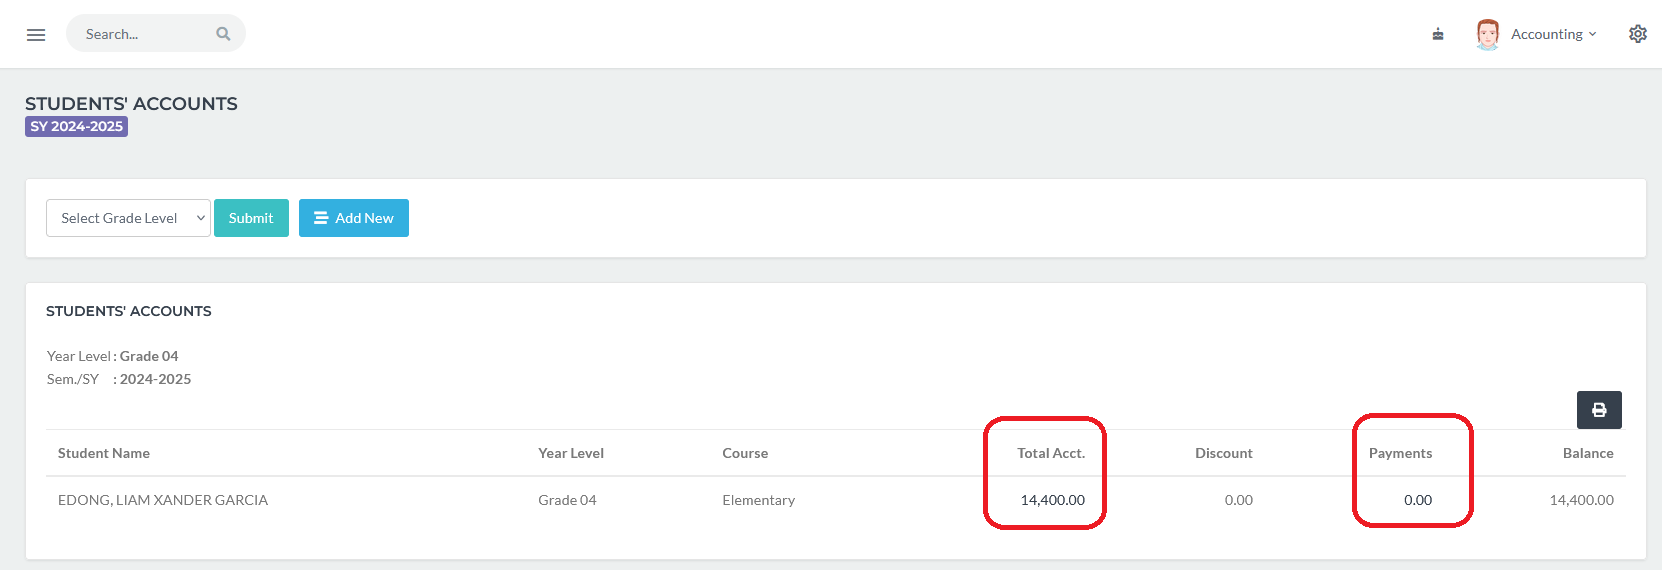 Search...
Accounting
STUDENTS' ACCOUNTS
SY 2024-2025
Select Grade Level Submit Add New
STUDENTS' ACCOUNTS
Year Level : Grade 04
Sem./SY : 2024-2025
Student Name Year Level Course Total Acct. Discount Payments Balance
EDONG, LIAM XANDER GARCIA Grade 04 Elementary 14,400.00 0.00 0.00 14,400.00